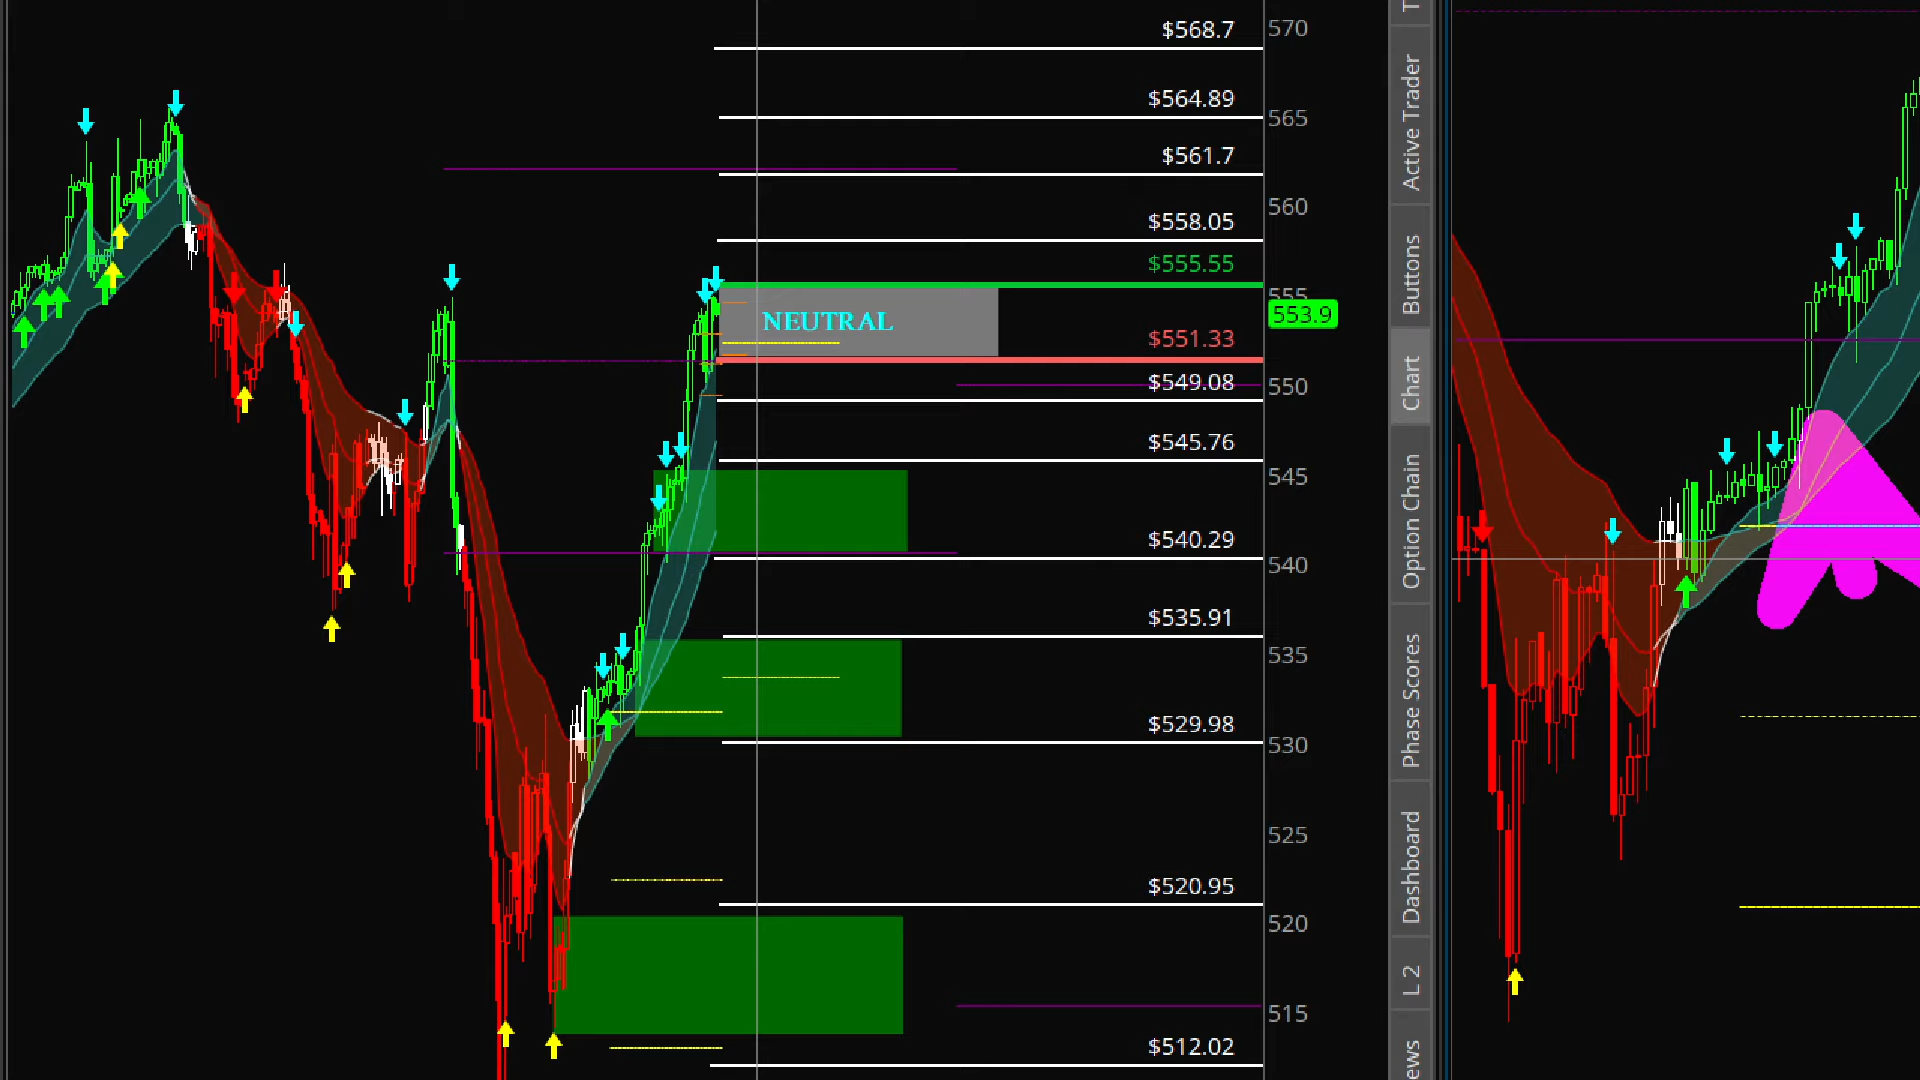 $568.7
$564.89
$561.7
$558.05
$555.55
NEUTRAL
$551.33
$549.08
$545.76
$540.29
$535.91
$529.98
$520.95
$512.02
570
565
560
555
553.9
550
545
540
535
530
525
520
515
T
Active Trader
Buttons
Chart
Option Chain
Phase Scores
Dashboard
L 2
ews